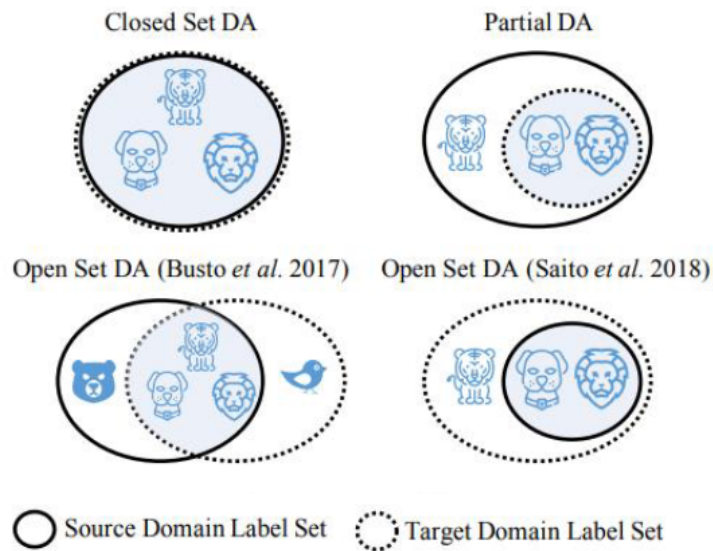 Closed Set DA
Partial DA
Open Set DA (Busto et al. 2017)
Open Set DA (Saito et al. 2018)
Source Domain Label Set
Target Domain Label Set